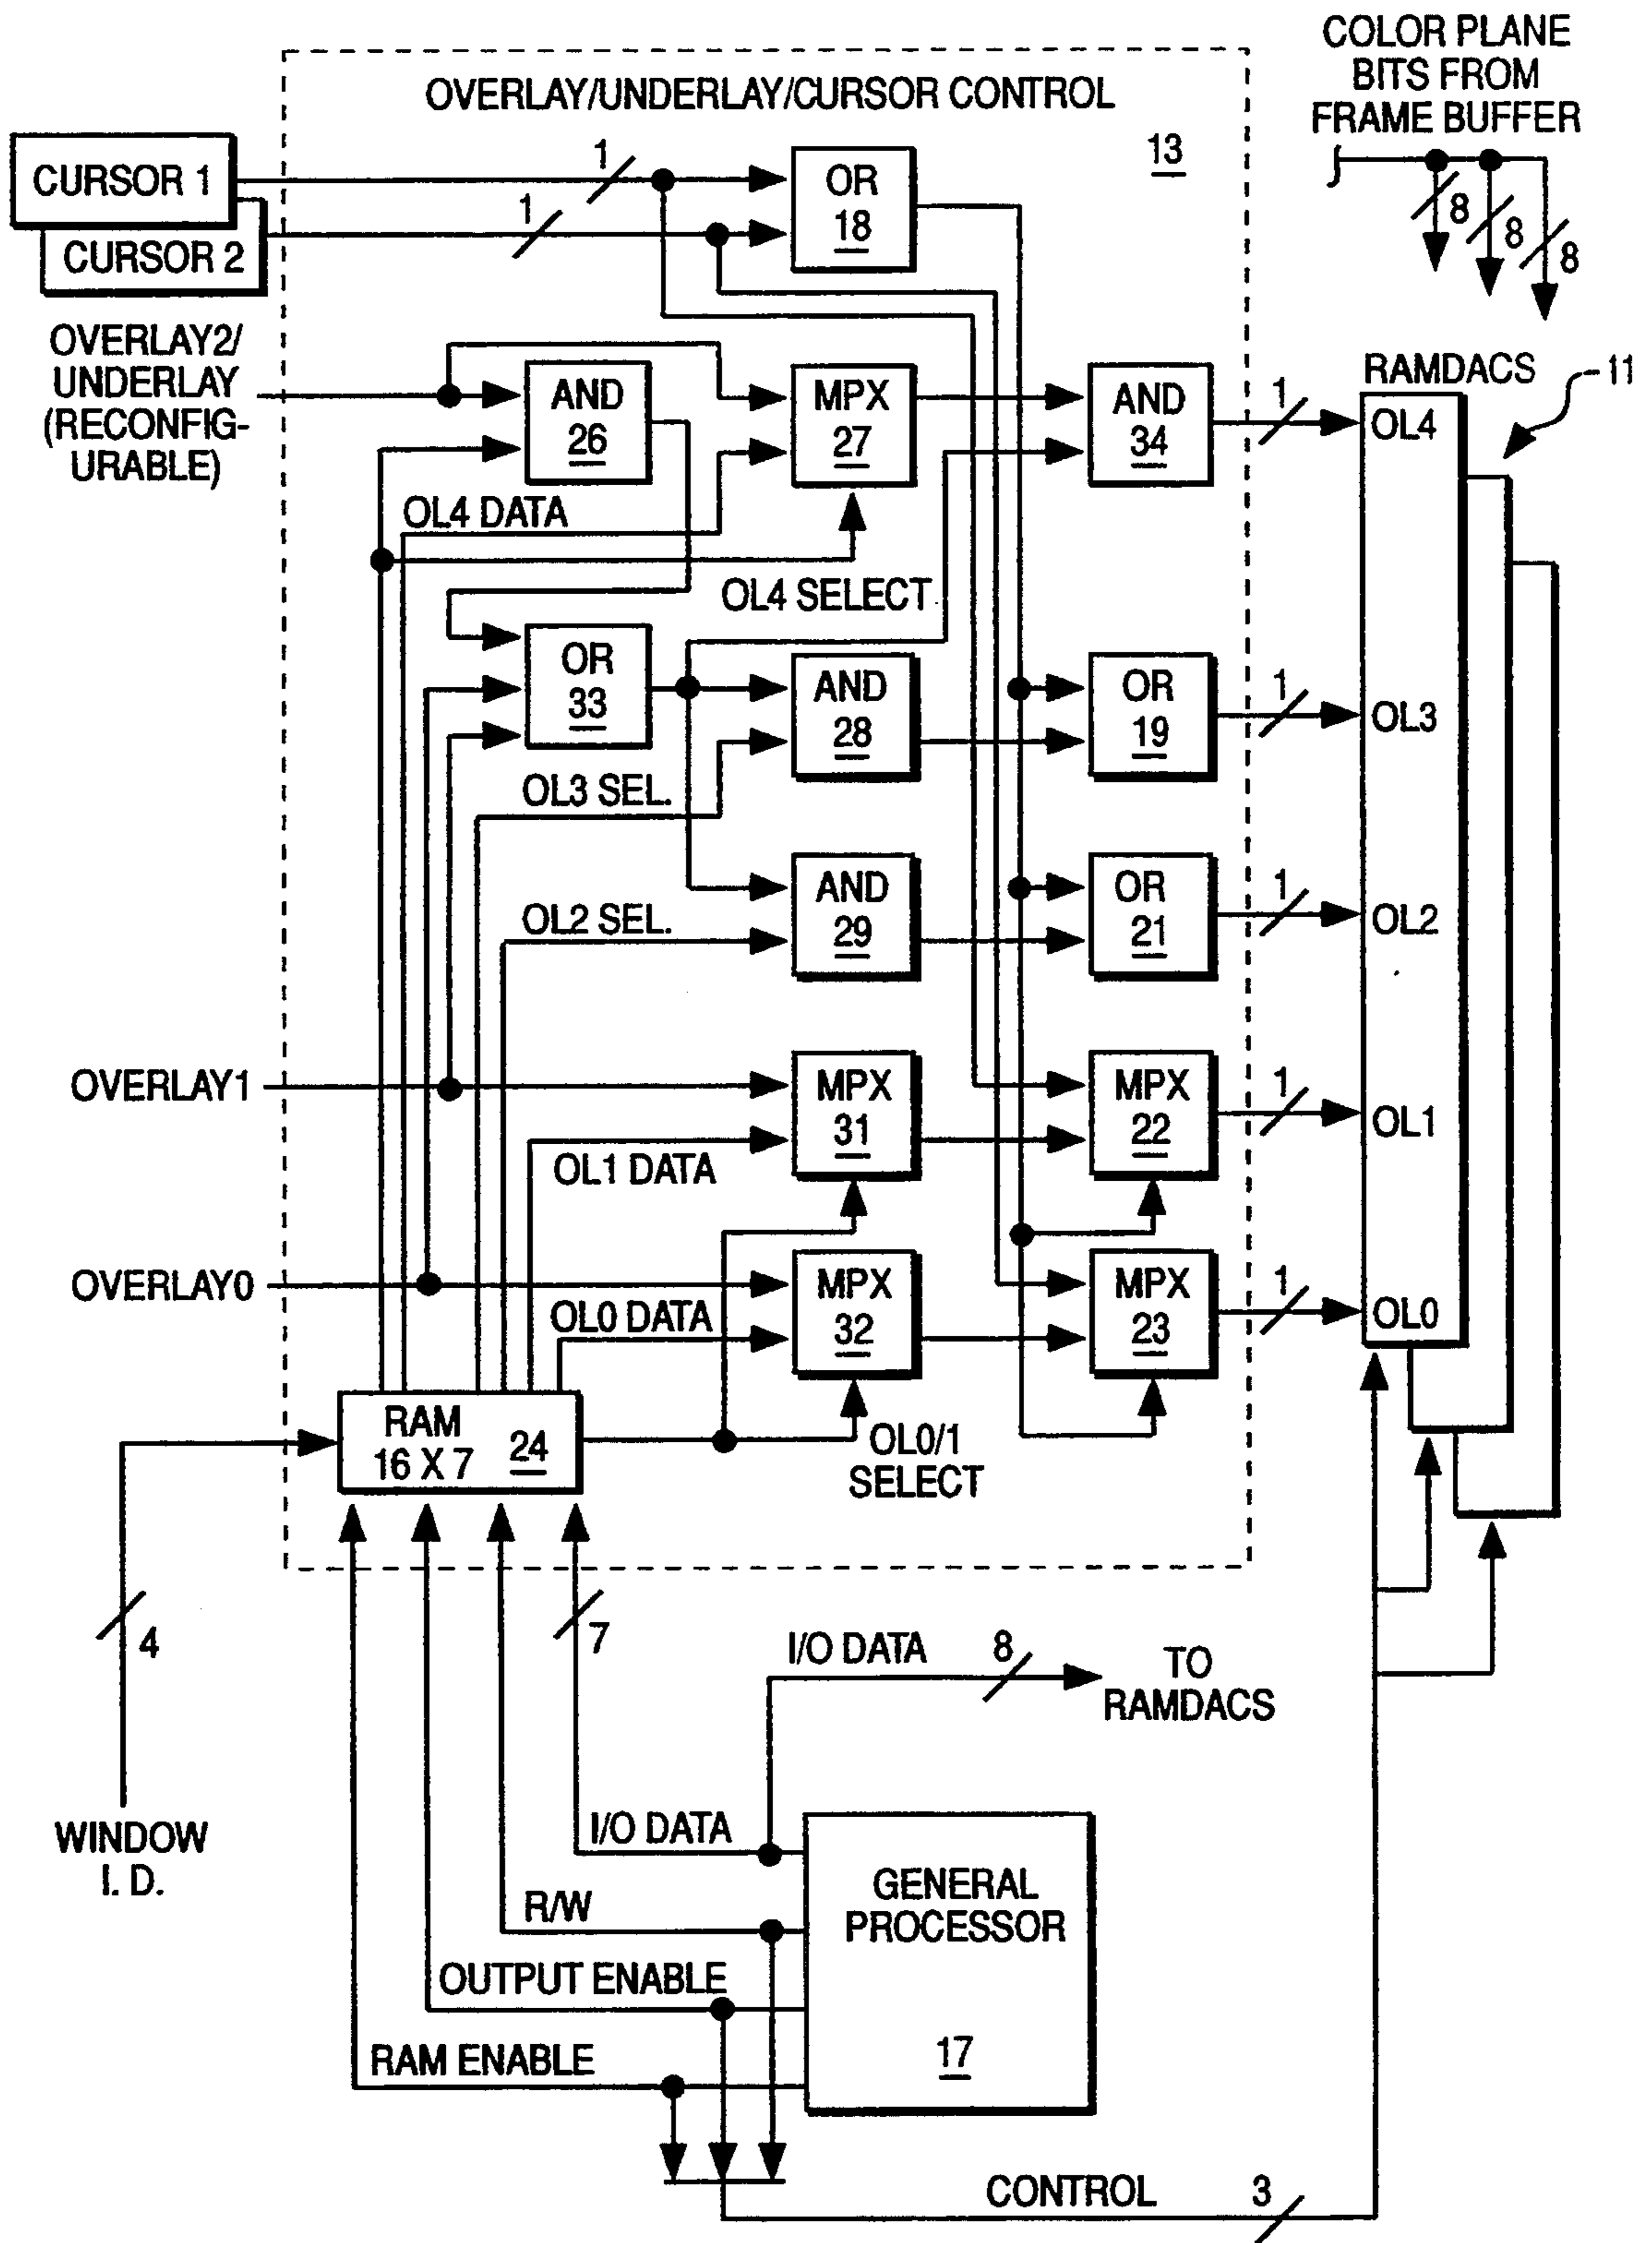 COLOR PLANE
BITS FROM
FRAME BUFFER
8
8
8
OVERLAY/UNDERLAY/CURSOR CONTROL
13
CURSOR 1
CURSOR 2
1
1
OR
18
OVERLAY2/
UNDERLAY
(RECONFIG-
URABLE)
AND
26
MPX
27
AND
34
1
RAMDACS
11
OL4
OL4 DATA
OL4 SELECT
OR
33
AND
28
OR
19
1
OL3
OL3 SEL.
AND
29
OR
21
1
OL2
OL2 SEL.
OVERLAY1
MPX
31
MPX
22
1
OL1
OL1 DATA
OVERLAY0
MPX
32
MPX
23
1
OL0
OL0 DATA
RAM
16 X 7
24
OL0/1
SELECT
4
7
WINDOW
I. D.
I/O DATA
8
TO
RAMDACS
I/O DATA
R/W
OUTPUT ENABLE
RAM ENABLE
GENERAL
PROCESSOR
17
CONTROL
3